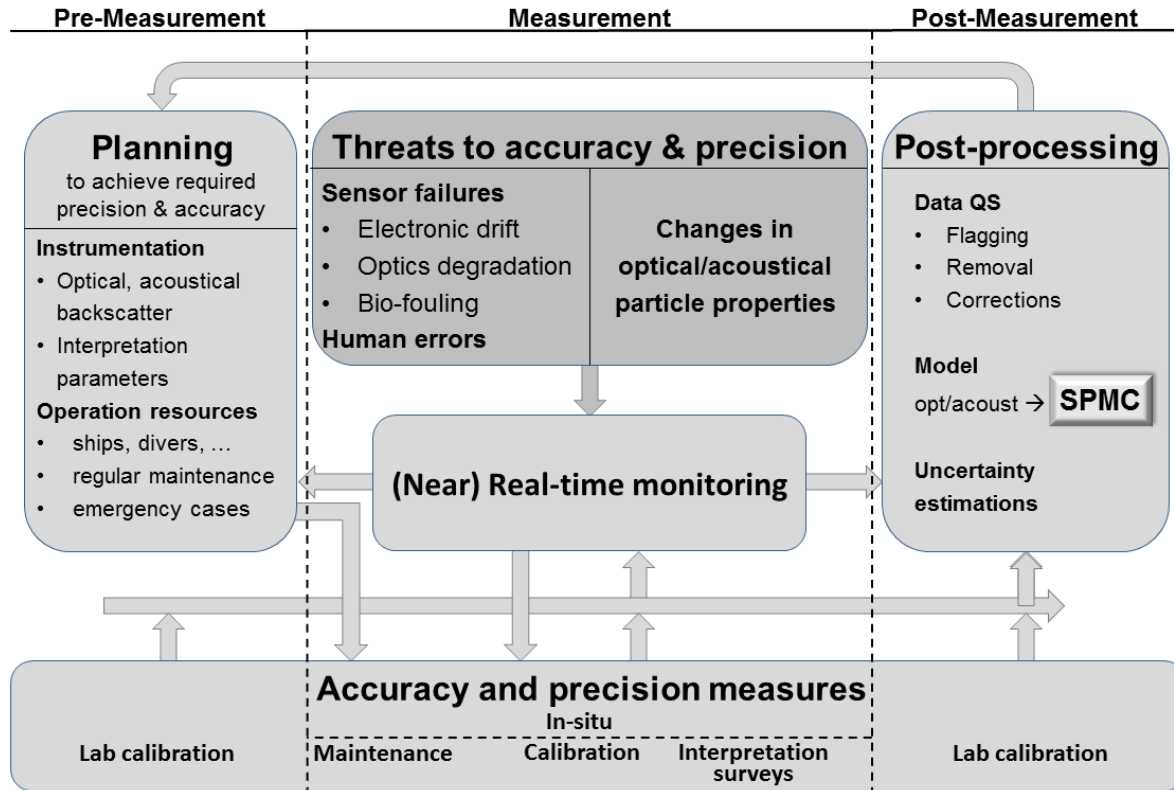 Pre-Measurement
Measurement
Post-Measurement
Planning
to achieve required
precision & accuracy
Instrumentation
• Optical, acoustical
backscatter
• Interpretation
parameters
Operation resources
• ships, divers, ...
• regular maintenance
• emergency cases
Threats to accuracy & precision
Sensor failures
• Electronic drift
• Optics degradation
• Bio-fouling
Human errors
Changes in
optical/acoustical
particle properties
(Near) Real-time monitoring
Post-processing
Data QS
• Flagging
• Removal
• Corrections
Model
opt/acoust → SPMC
Uncertainty
estimations
Accuracy and precision measures
In-situ
Lab calibration
Maintenance
Calibration
Interpretation
surveys
Lab calibration